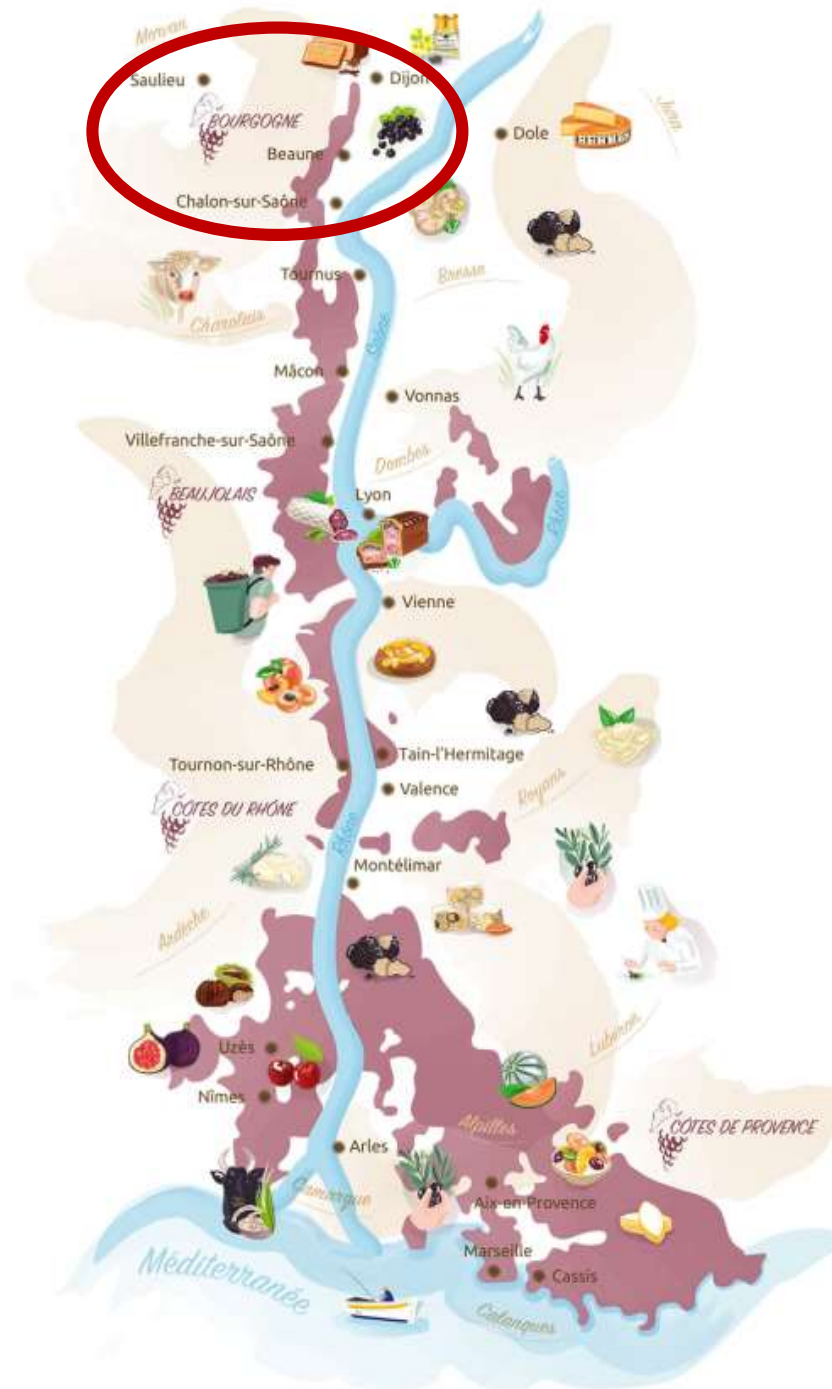 Morvan
Saulieu
Dijon
BOURGOGNE
Jura
Dole
Beaune
Chalon-sur-Saône
Tournus
Bresse
Charolais
Saône
Mâcon
Vonnas
Villefranche-sur-Saône
Dombes
BEAUJOLAIS
Lyon
Rhône
Vienne
Tain-l'Hermitage
Tournon-sur-Rhône
Valence
Royans
CÔTES DU RHÔNE
Rhône
Montélimar
Ardèche
Luberon
Uzès
Nîmes
Alpilles
CÔTES DE PROVENCE
Arles
Camargue
Aix-en-Provence
Marseille
Méditerranée
Cassis
Calanques